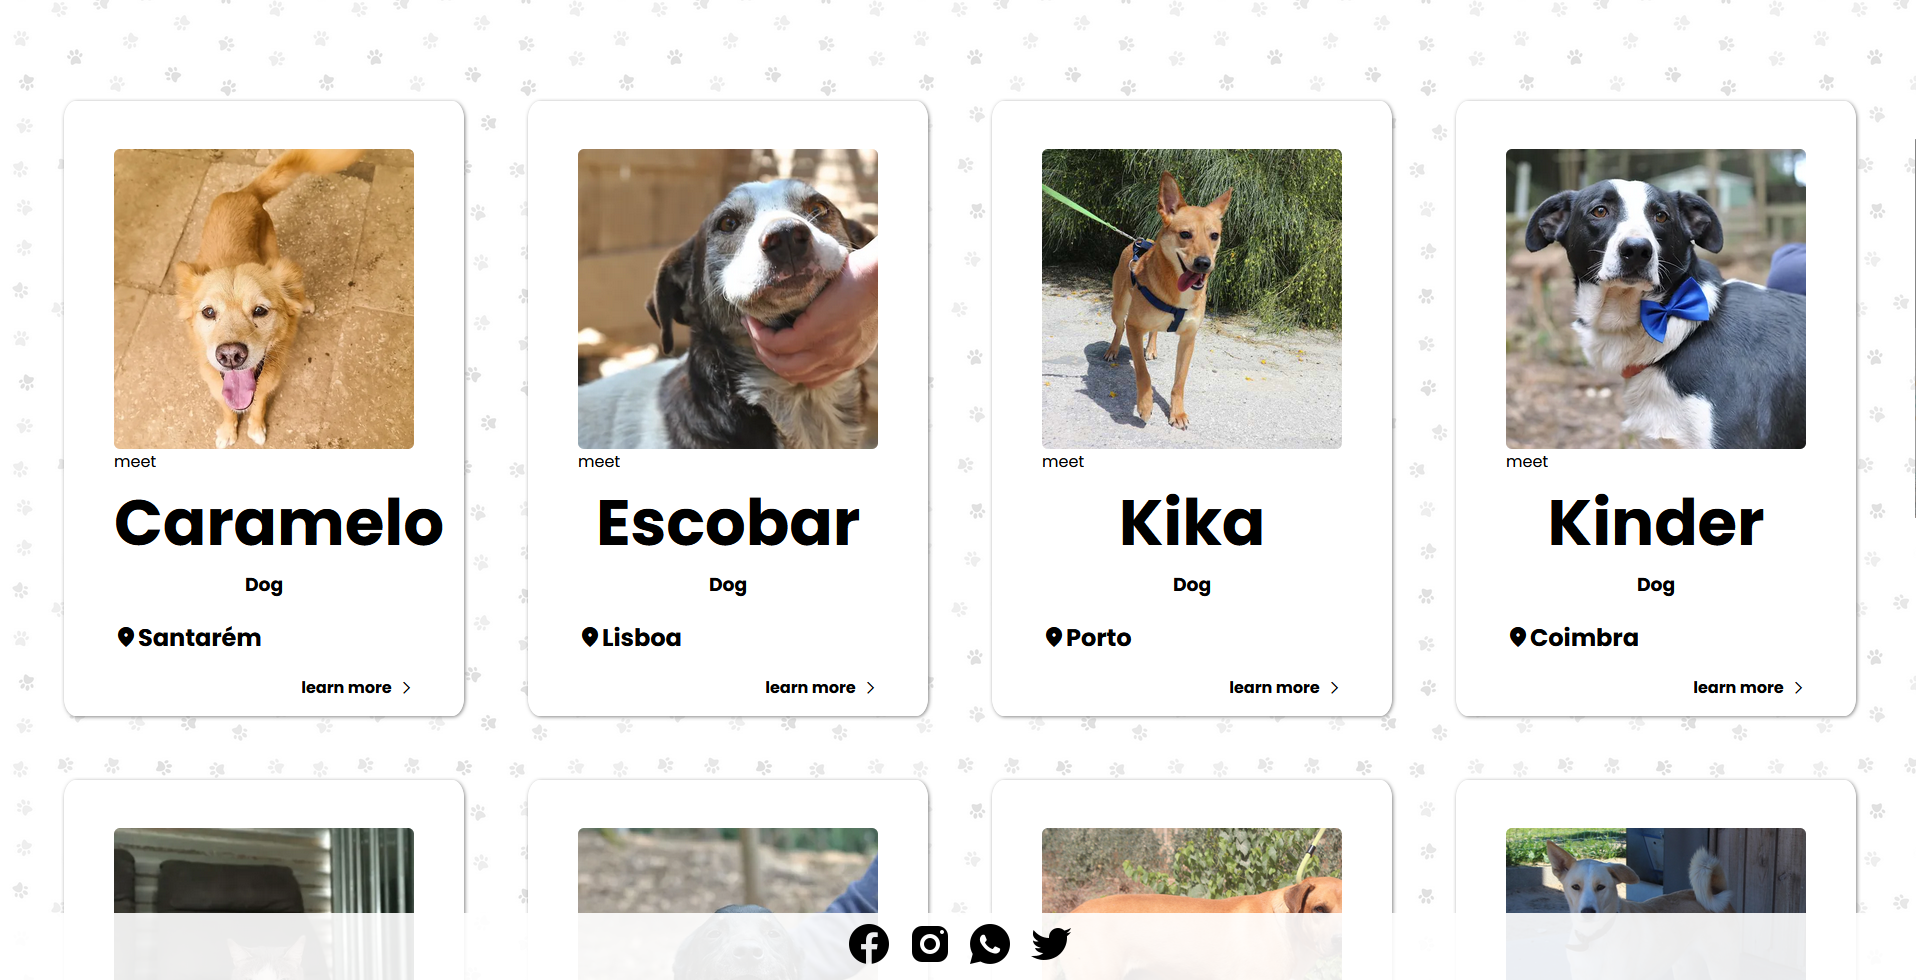 meet
Caramelo
Dog
Santarém
learn more
meet
Escobar
Dog
Lisboa
learn more
meet
Kika
Dog
Porto
learn more
meet
Kinder
Dog
Coimbra
learn more